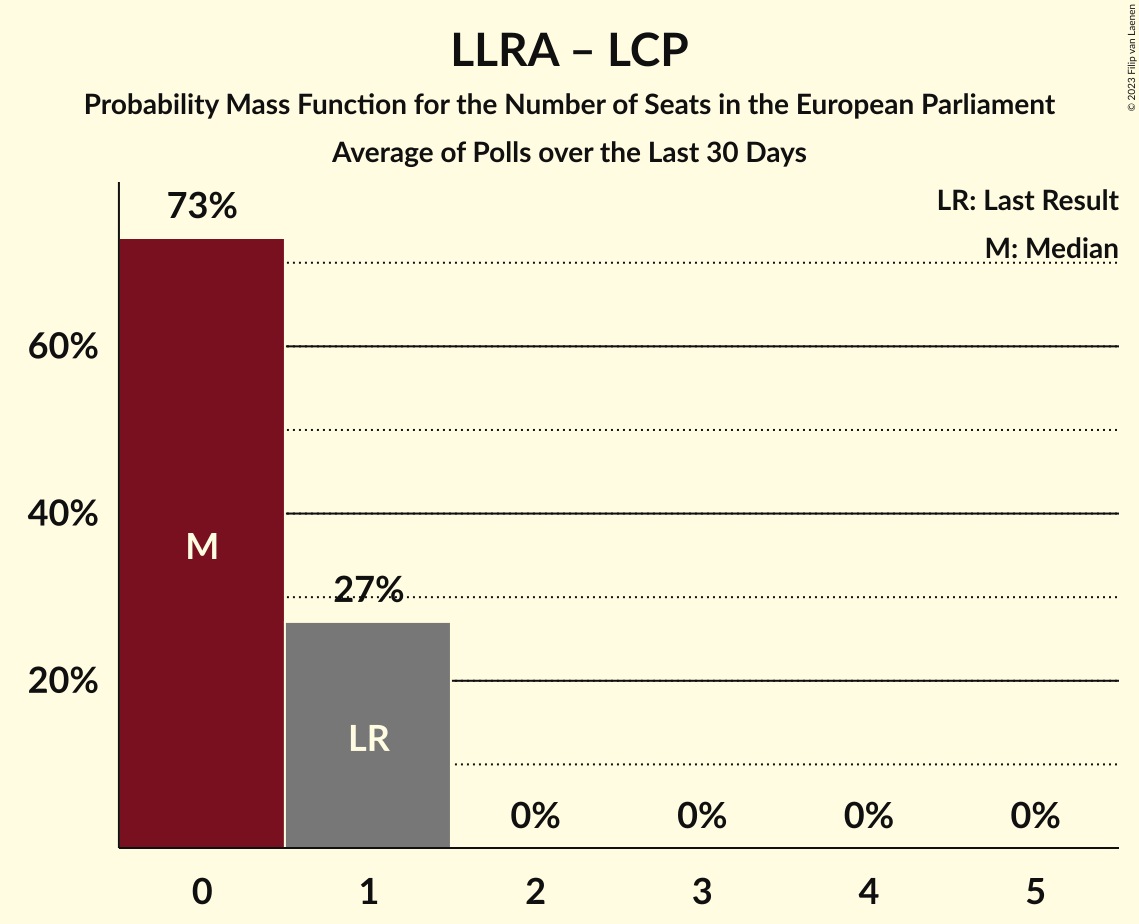 LLRA – LCP
Probability Mass Function for the Number of Seats in the European Parliament
Average of Polls over the Last 30 Days
© 2023 Filip van Laenen
LR: Last Result
M: Median
73%
60%
40%
20%
M
27%
LR
0%
0%
0%
0%
0
1
2
3
4
5